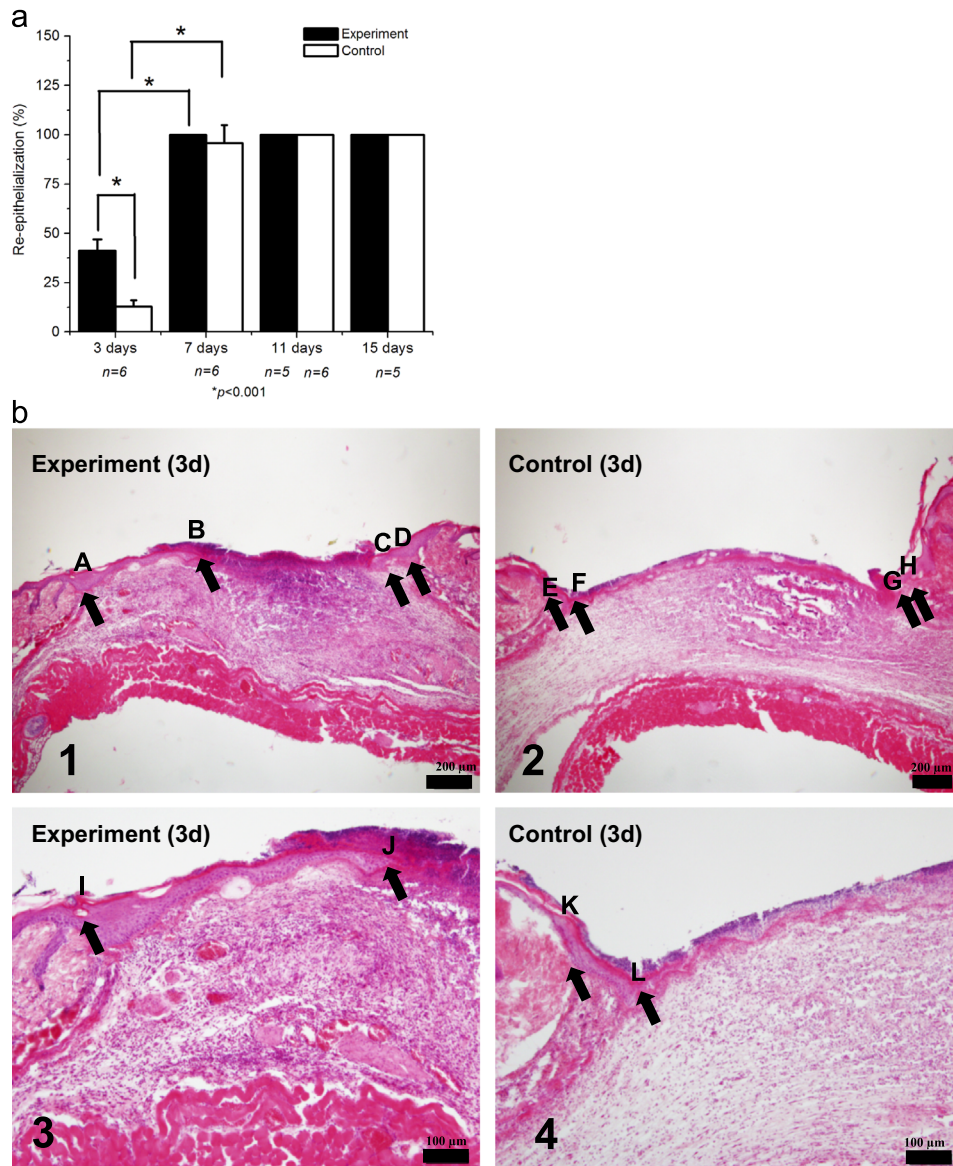 a
150
125
100
75
50
25
0
Re-epithelialization (%)
Experiment
Control
*
*
*
3 days
7 days
11 days
15 days
n=6
n=6
n=5
n=6
n=5
*p<0.001
b
Experiment (3d)
A
B
C
D
1
200 µm
Control (3d)
E
F
G
H
2
200 µm
Experiment (3d)
I
J
3
100 µm
Control (3d)
K
L
4
100 µm